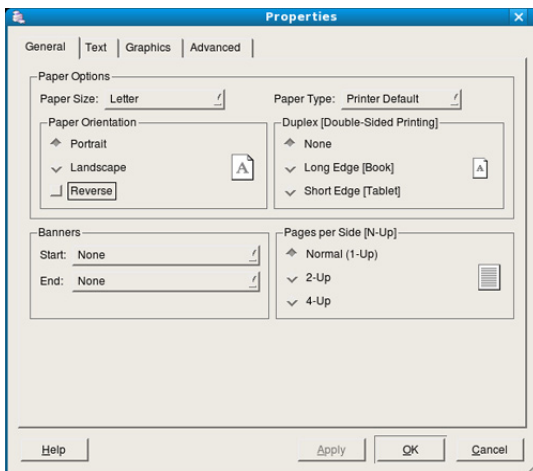 Properties
General Text Graphics Advanced
Paper Options
Paper Size: Letter
Paper Type: Printer Default
Paper Orientation
Portrait
Landscape
Reverse
A
Duplex [Double-Sided Printing]
None
Long Edge [Book]
Short Edge [Tablet]
A
Banners
Start: None
End: None
Pages per Side [N-Up]
Normal (1-Up)
2-Up
4-Up
Help Apply OK Cancel